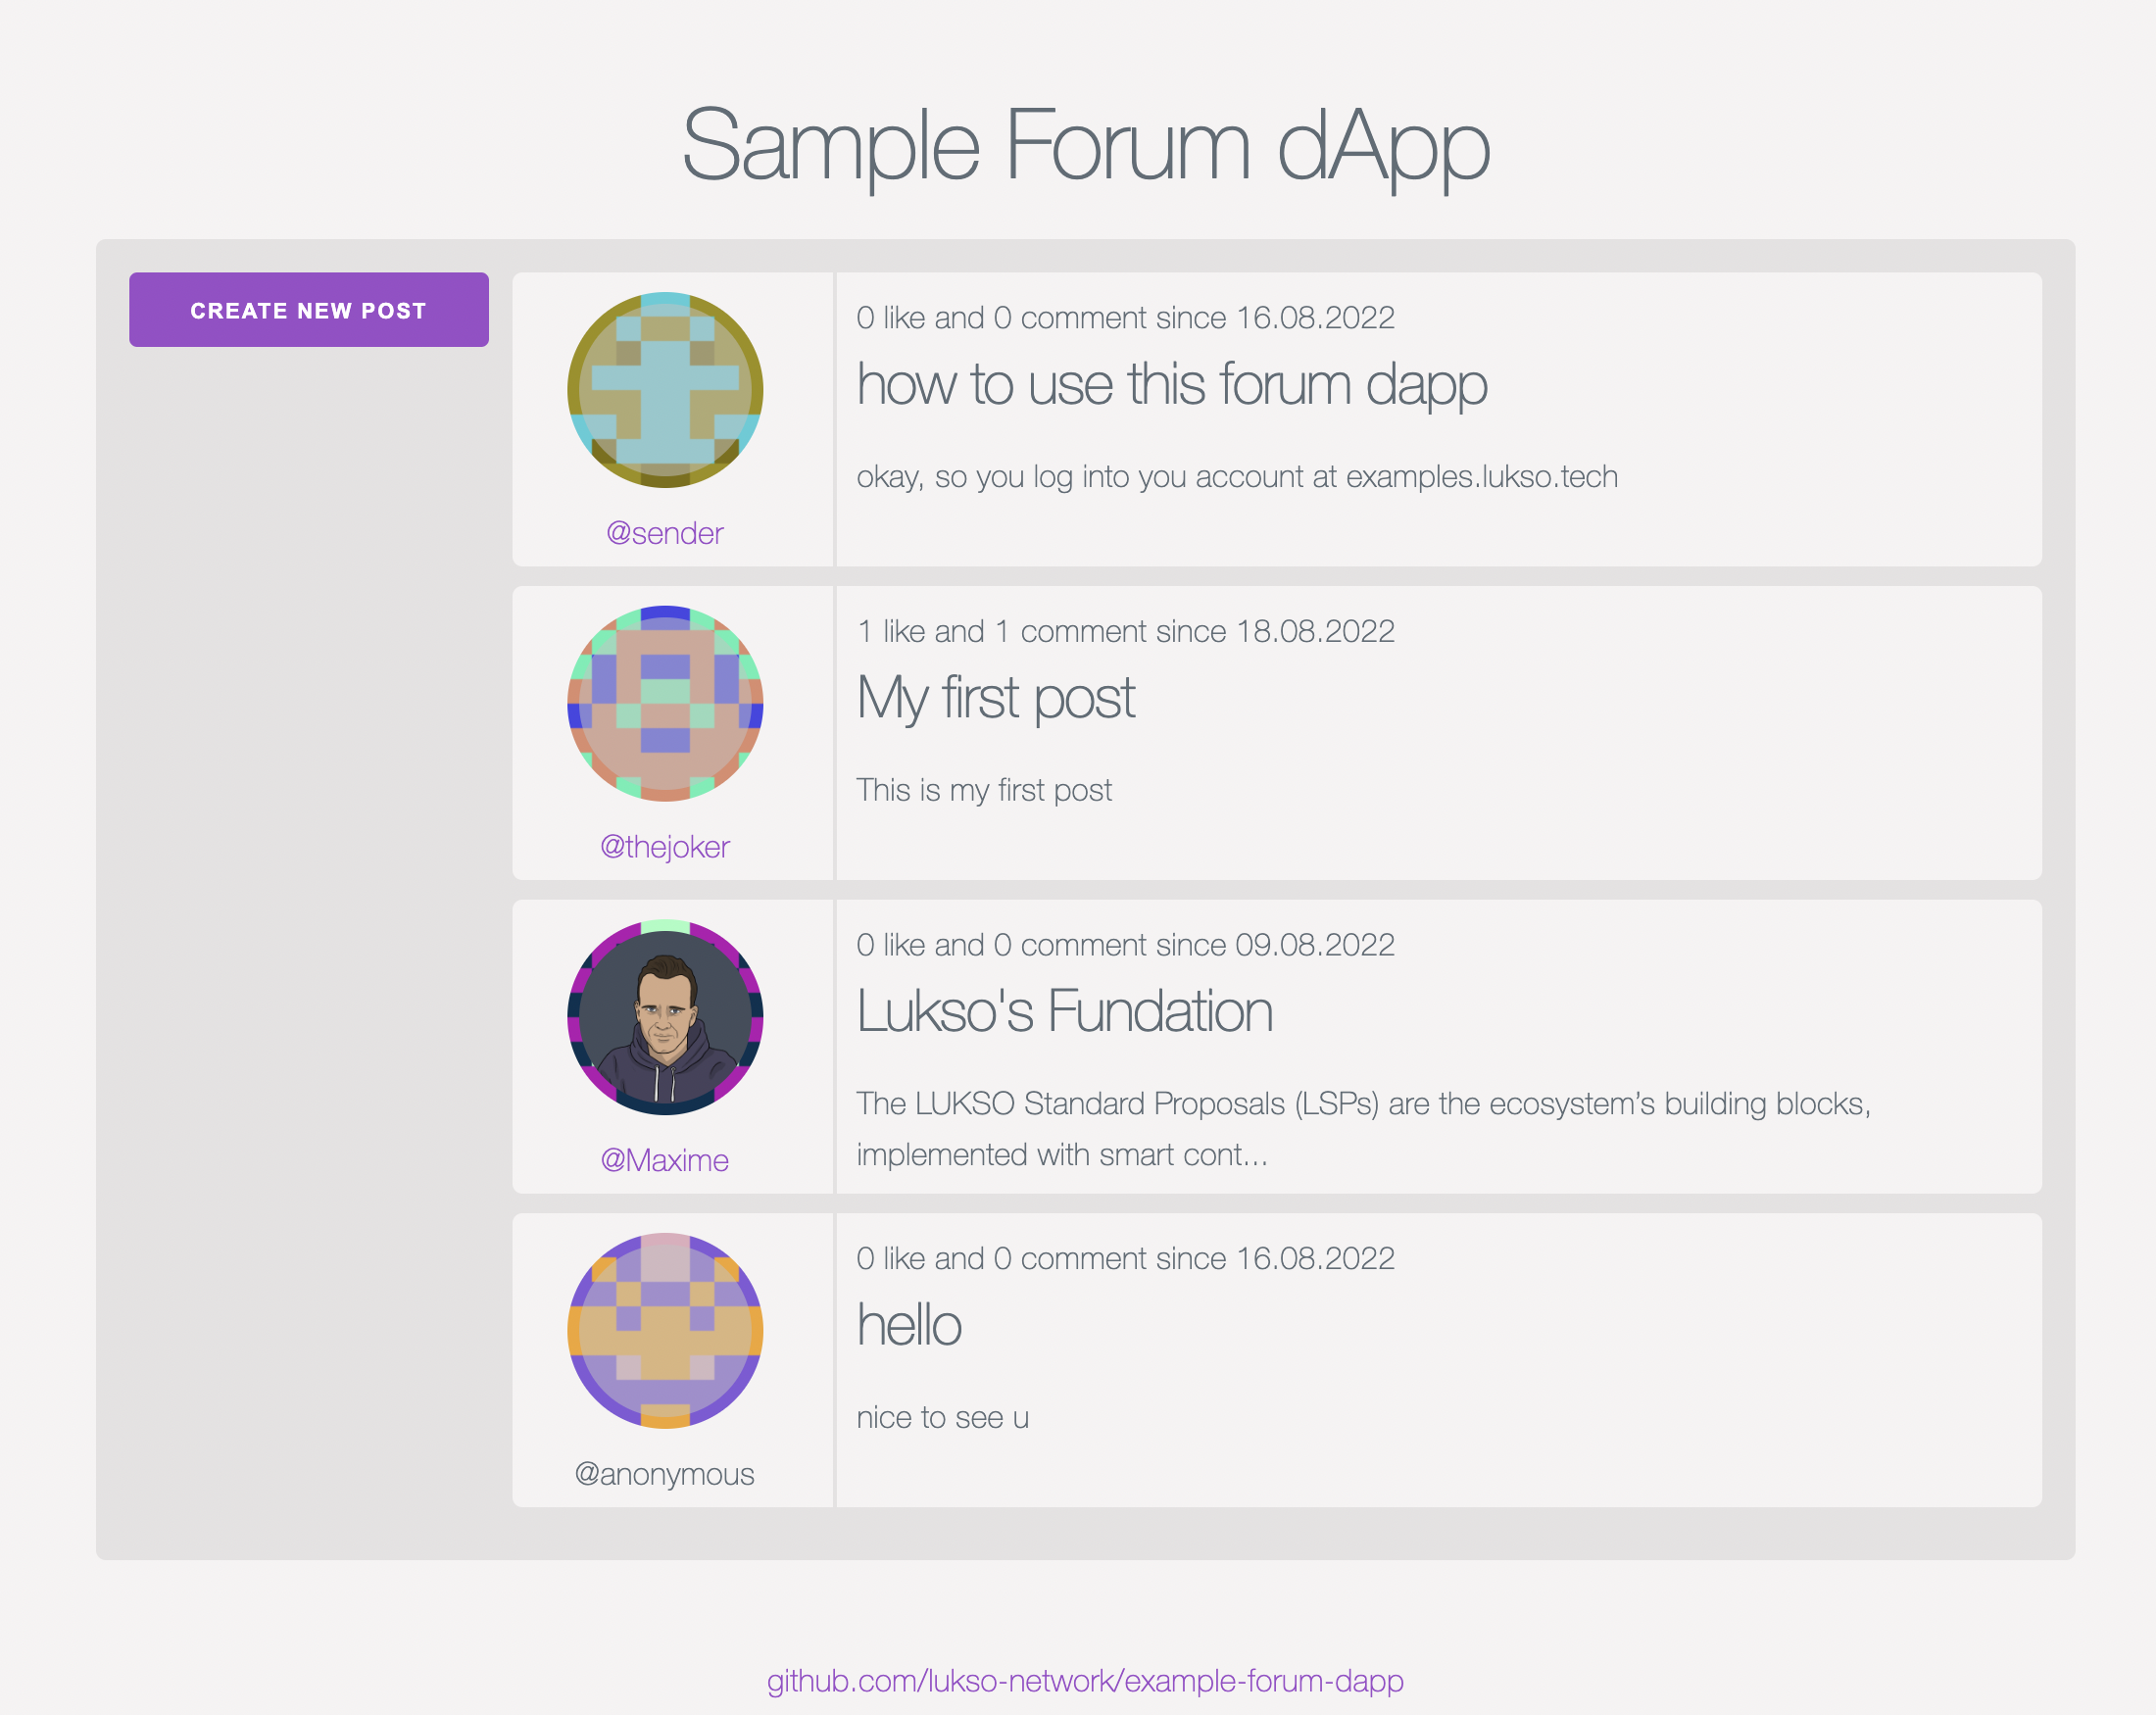 Sample Forum dApp
CREATE NEW POST
0 like and 0 comment since 16.08.2022
how to use this forum dapp
okay, so you log into you account at examples.lukso.tech
@sender
1 like and 1 comment since 18.08.2022
My first post
This is my first post
@thejoker
0 like and 0 comment since 09.08.2022
Lukso's Fundation
The LUKSO Standard Proposals (LSPs) are the ecosystem’s building blocks,
implemented with smart cont...
@Maxime
0 like and 0 comment since 16.08.2022
hello
nice to see u
@anonymous
github.com/lukso-network/example-forum-dapp